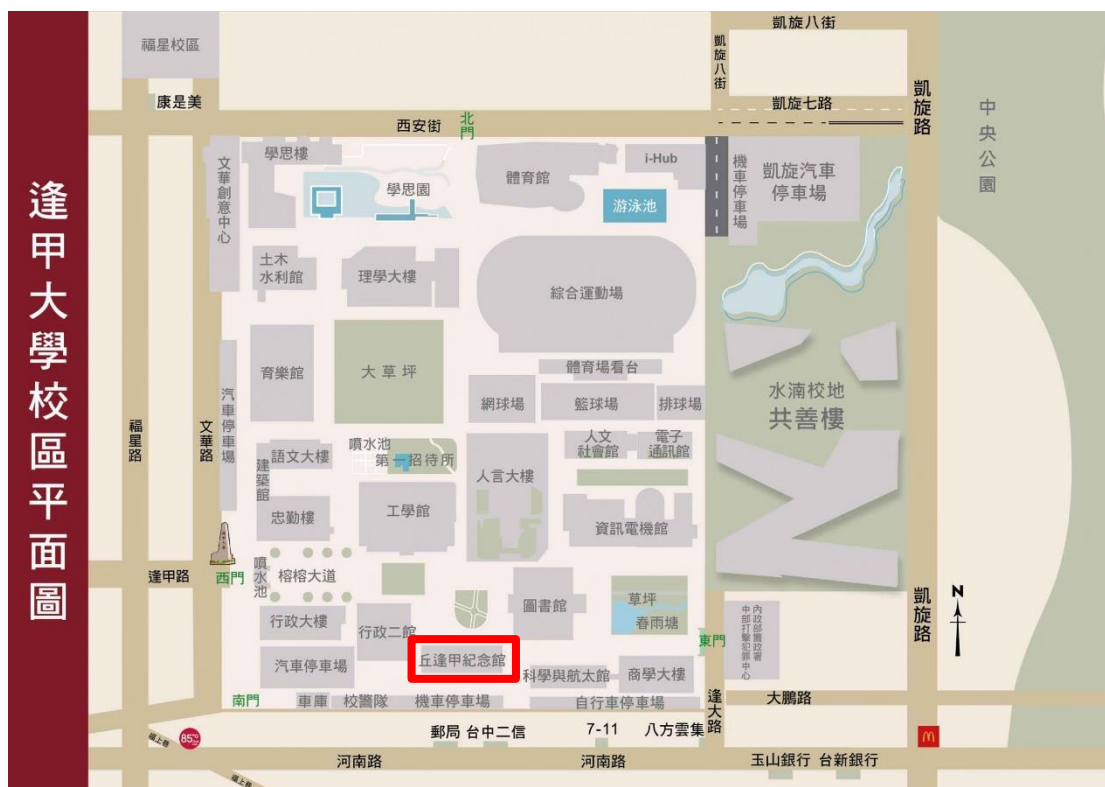 逢甲大學校區平面圖
福星校區
康是美
西安街
北門
凱旋八街
凱旋八街
凱旋七路
凱旋路
中央公園
文華創意中心
學思樓
學思園
體育館
i-Hub
游泳池
機車停車場
凱旋汽車
停車場
土木
水利館
理學大樓
綜合運動場
育樂館
大草坪
體育場看台
網球場
籃球場
排球場
水湳校地
共善樓
汽車停車場
福星路
文華路
建築館
語文大樓
噴水池
第一招待所
人言大樓
人文
社會館
電子
通訊館
忠勤樓
工學館
資訊電機館
逢甲路
西門
噴水池
榕榕大道
圖書館
草坪
春雨塘
凱旋路
N
行政大樓
行政二館
丘逢甲紀念館
東門
內政部警政署
中部打擊犯罪中心
汽車停車場
科學與航太館
商學大樓
南門
車庫
校警隊
機車停車場
自行車停車場
逢大路
大鵬路
郵局
台中二信
7-11
八方雲集
85℃
河南路
河南路
玉山銀行
台新銀行